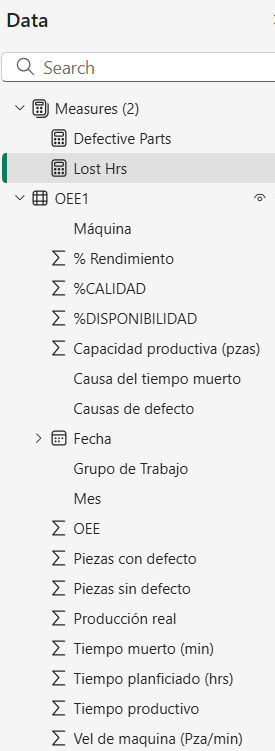 Data
Search
Measures (2)
Defective Parts
Lost Hrs
OEE1
Máquina
% Rendimiento
%CALIDAD
%DISPONIBILIDAD
Capacidad productiva (pzas)
Causa del tiempo muerto
Causas de defecto
Fecha
Grupo de Trabajo
Mes
OEE
Piezas con defecto
Piezas sin defecto
Producción real
Tiempo muerto (min)
Tiempo planficiado (hrs)
Tiempo productivo
Vel de maquina (Pza/min)